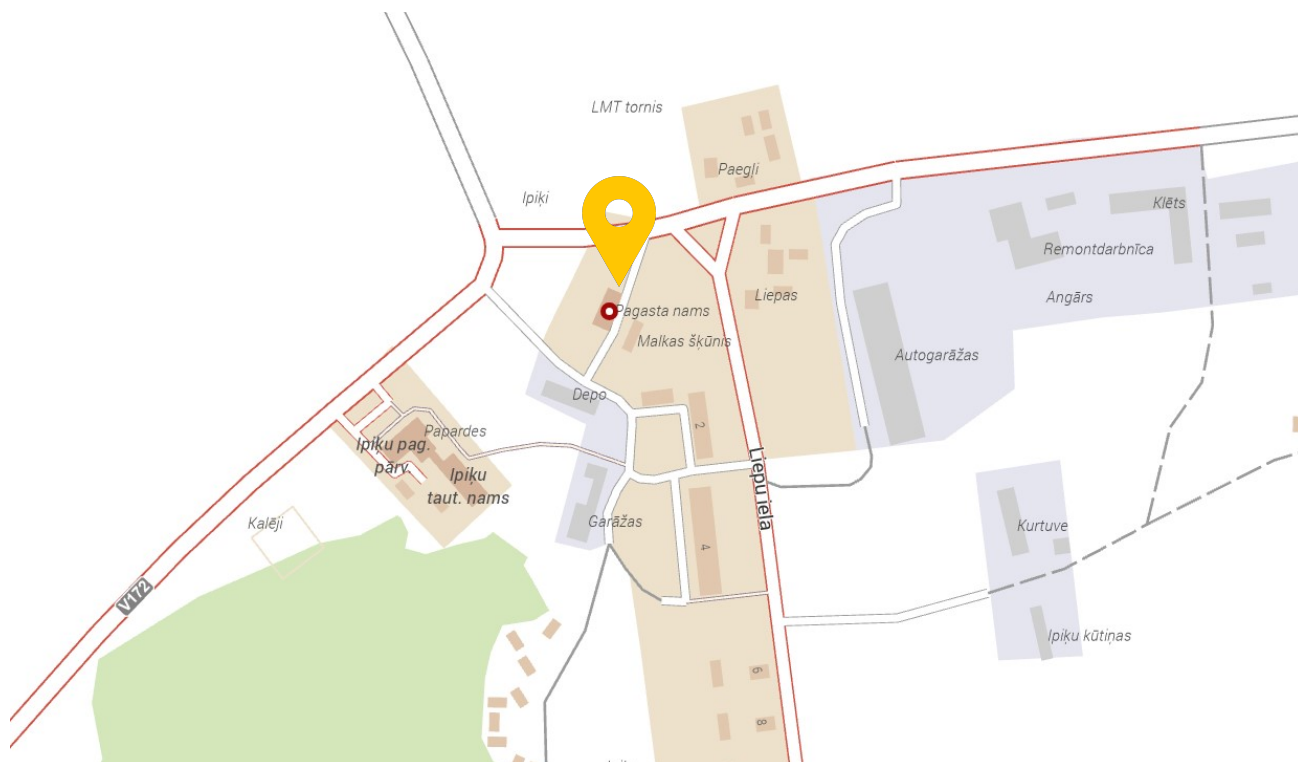 LMT tornis
Paegļi
Ipiķi
Klēts
Remontdarbnīca
Angārs
Liepas
Pagasta nams
Malkas šķūnis
Autogarāžas
Depo
2
Papardes
Ipiķu pag.
pārv.
Ipiķu
taut. nams
Liepu iela
Kalēji
Garāžas
4
Kurtuve
V172
Ipiķu kūtiņas
6
8